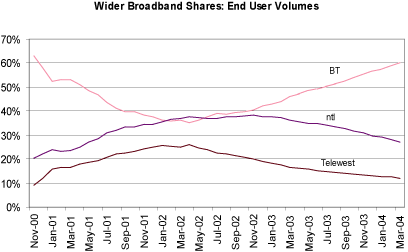 Wider Broadband Shares: End User Volumes
70%
60%
50%
40%
30%
20%
10%
0%
BT
ntl
Telewest
Nov-00
Jan-01
Mar-01
May-01
Jul-01
Sep-01
Nov-01
Jan-02
Mar-02
May-02
Jul-02
Sep-02
Nov-02
Jan-03
Mar-03
May-03
Jul-03
Sep-03
Nov-03
Jan-04
Mar-04